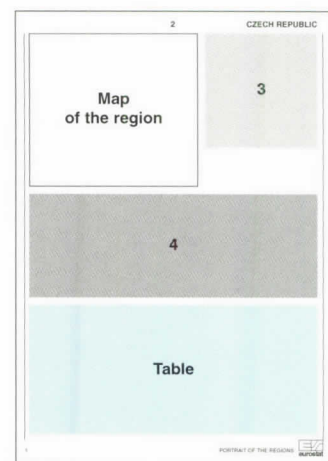 2
CZECH REPUBLIC
Map
of the region
3
4
Table
PORTRAIT OF THE REGIONS
eurostat